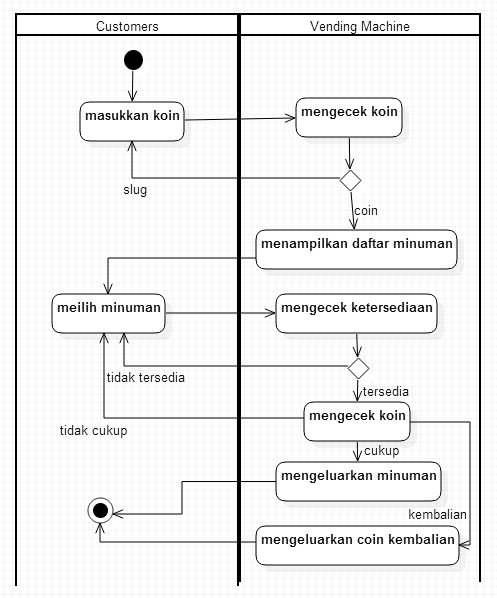 Customers
Vending Machine
masukkan koin
mengecek koin
slug
coin
menampilkan daftar minuman
meilih minuman
mengecek ketersediaan
tidak tersedia
tersedia
mengecek koin
tidak cukup
cukup
mengeluarkan minuman
kembalian
mengeluarkan coin kembalian